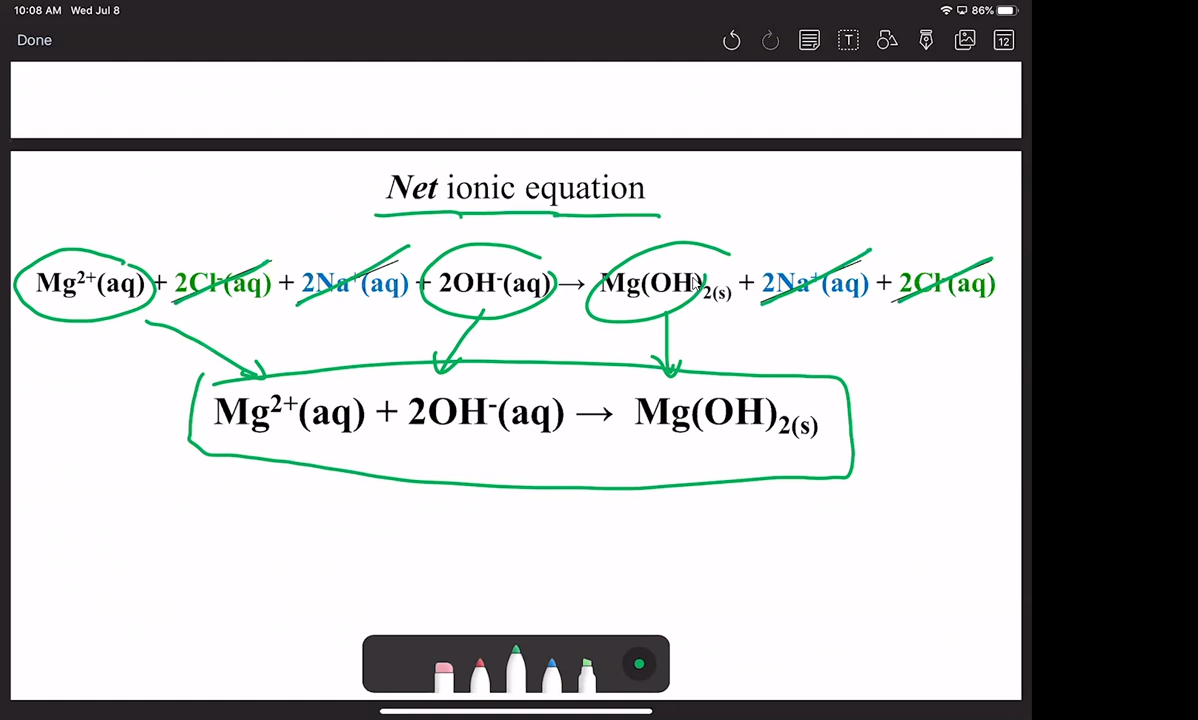 10:08 AM Wed Jul 8 86%
Done T 12
Net ionic equation
Mg²⁺(aq) + 2Cl⁻(aq) + 2Na⁺(aq) + 2OH⁻(aq) → Mg(OH)₂₍ₛ₎ + 2Na⁺(aq) + 2Cl⁻(aq)
Mg²⁺(aq) + 2OH⁻(aq) → Mg(OH)₂₍ₛ₎